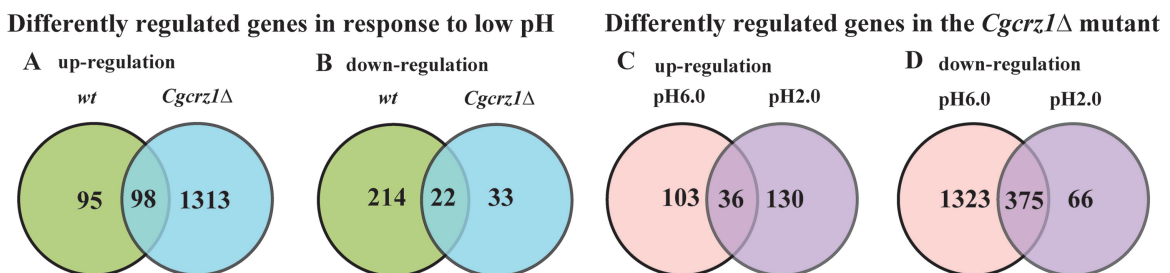 Differently regulated genes in response to low pH
Differently regulated genes in the Cgcrz1Δ mutant
A up-regulation
wt Cgcrz1Δ
95 98 1313
B down-regulation
wt Cgcrz1Δ
214 22 33
C up-regulation
pH6.0 pH2.0
103 36 130
D down-regulation
pH6.0 pH2.0
1323 375 66